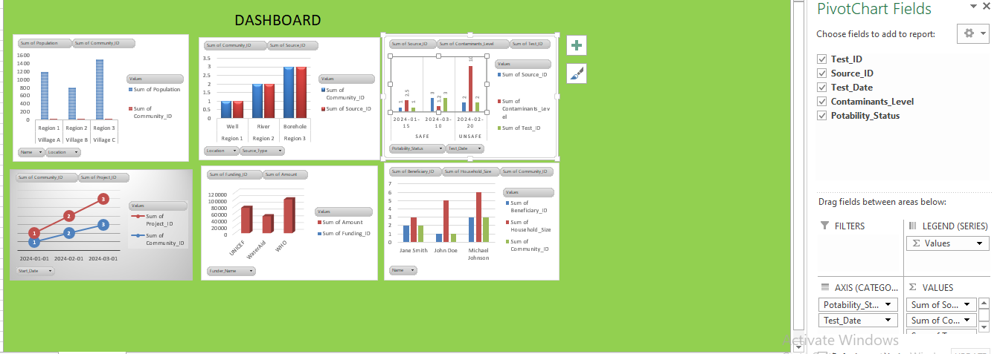 DASHBOARD
Sum of Population Sum of Community_ID
1600
1400
1200
1000
800
600
400
200
0
Values
Sum of Population
Sum of
Community_ID
Region 1 Region 2 Region 3
Village A Village B Village C
Name Location
Sum of Community_ID Sum of Source_ID
3.5
3
2.5
2
1.5
1
0.5
0
Values
Sum of
Community_ID
Sum of Source_ID
Well River Borehole
Region 1 Region 2 Region 3
Location Source_Type
Sum of Source_ID Sum of Contaminants_Level Sum of Test_ID
1 2.5 1 3 1.2 3 2 10 2
Values
Sum of Source_ID
Sum of
Contaminants_Lev
el
Sum of Test_ID
2024-01- 2024-03- 2024-02-
15 10 20
SAFE UNSAFE
Potability_Status Test_Date
Sum of Community_ID Sum of Project_ID
1 2 3
1 2 3
Values
Sum of
Project_ID
Sum of
Community_ID
2024-01-01 2024-02-01 2024-03-01
Start_Date
Sum of Funding_ID Sum of Amount
120000
100000
80000
60000
40000
20000
0
Values
Sum of Amount
Sum of Funding_ID
UNICEF WaterAid WHO
Funder_Name
Sum of Beneficiary_ID Sum of Household_Size Sum of Community_ID
7
6
5
4
3
2
1
0
Values
Sum of
Beneficiary_ID
Sum of
Household_Size
Sum of
Community_ID
Jane Smith John Doe Michael
Johnson
Name
PivotChart Fields
Choose fields to add to report:
Test_ID
Source_ID
Test_Date
Contaminants_Level
Potability_Status
Drag fields between areas below:
FILTERS
LEGEND (SERIES)
Σ Values
AXIS (CATEGO...
Σ VALUES
Potability_St...
Test_Date
Sum of So...
Sum of Co...
Activate Windows